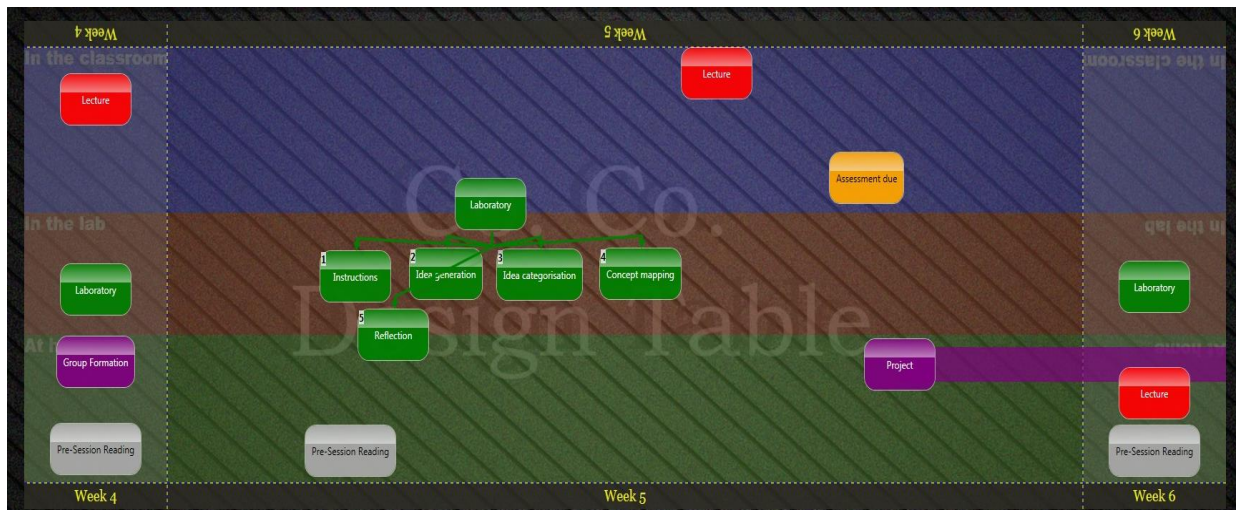 Week 4
Week 5
Week 6
In the classroom
In the classroom
Lecture
Lecture
Assessment due
Co. Co.
Design Table
Laboratory
In the lab
In the lab
1
Instructions
2
Idea generation
3
Idea categorisation
4
Concept mapping
Laboratory
Laboratory
5
Reflection
At h
At home
Group Formation
Project
Lecture
Pre-Session Reading
Pre-Session Reading
Pre-Session Reading
Week 4
Week 5
Week 6